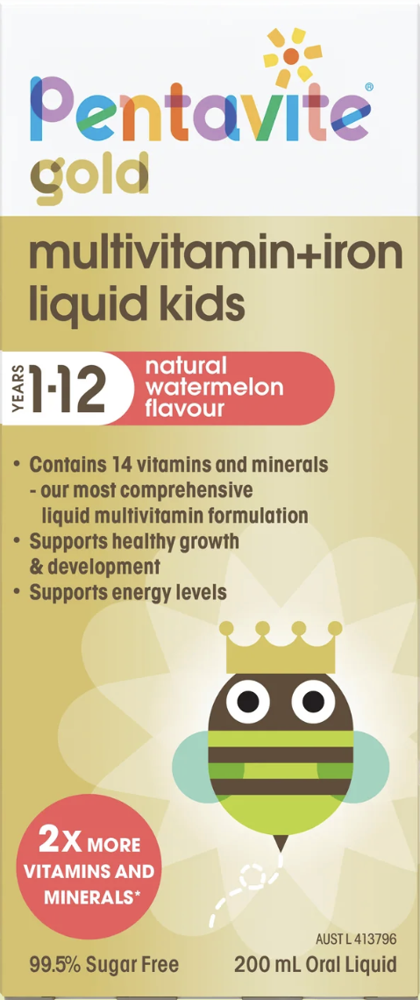 Pentavite®
gold
multivitamin+iron
liquid kids
YEARS
1-12
natural
watermelon
flavour
• Contains 14 vitamins and minerals
- our most comprehensive
liquid multivitamin formulation
• Supports healthy growth
& development
• Supports energy levels
2x MORE
VITAMINS AND
MINERALS*
AUST L 413796
99.5% Sugar Free
200 mL Oral Liquid